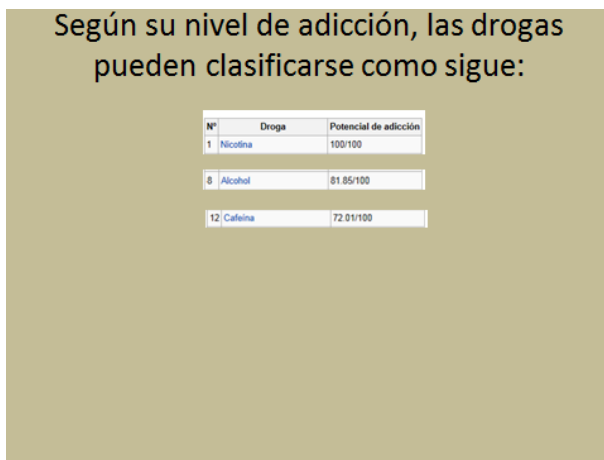 Según su nivel de adicción, las drogas
pueden clasificarse como sigue:
Nº Droga Potencial de adicción
1 Nicotina 100/100
8 Alcohol 81.85/100
12 Cafeína 72.01/100